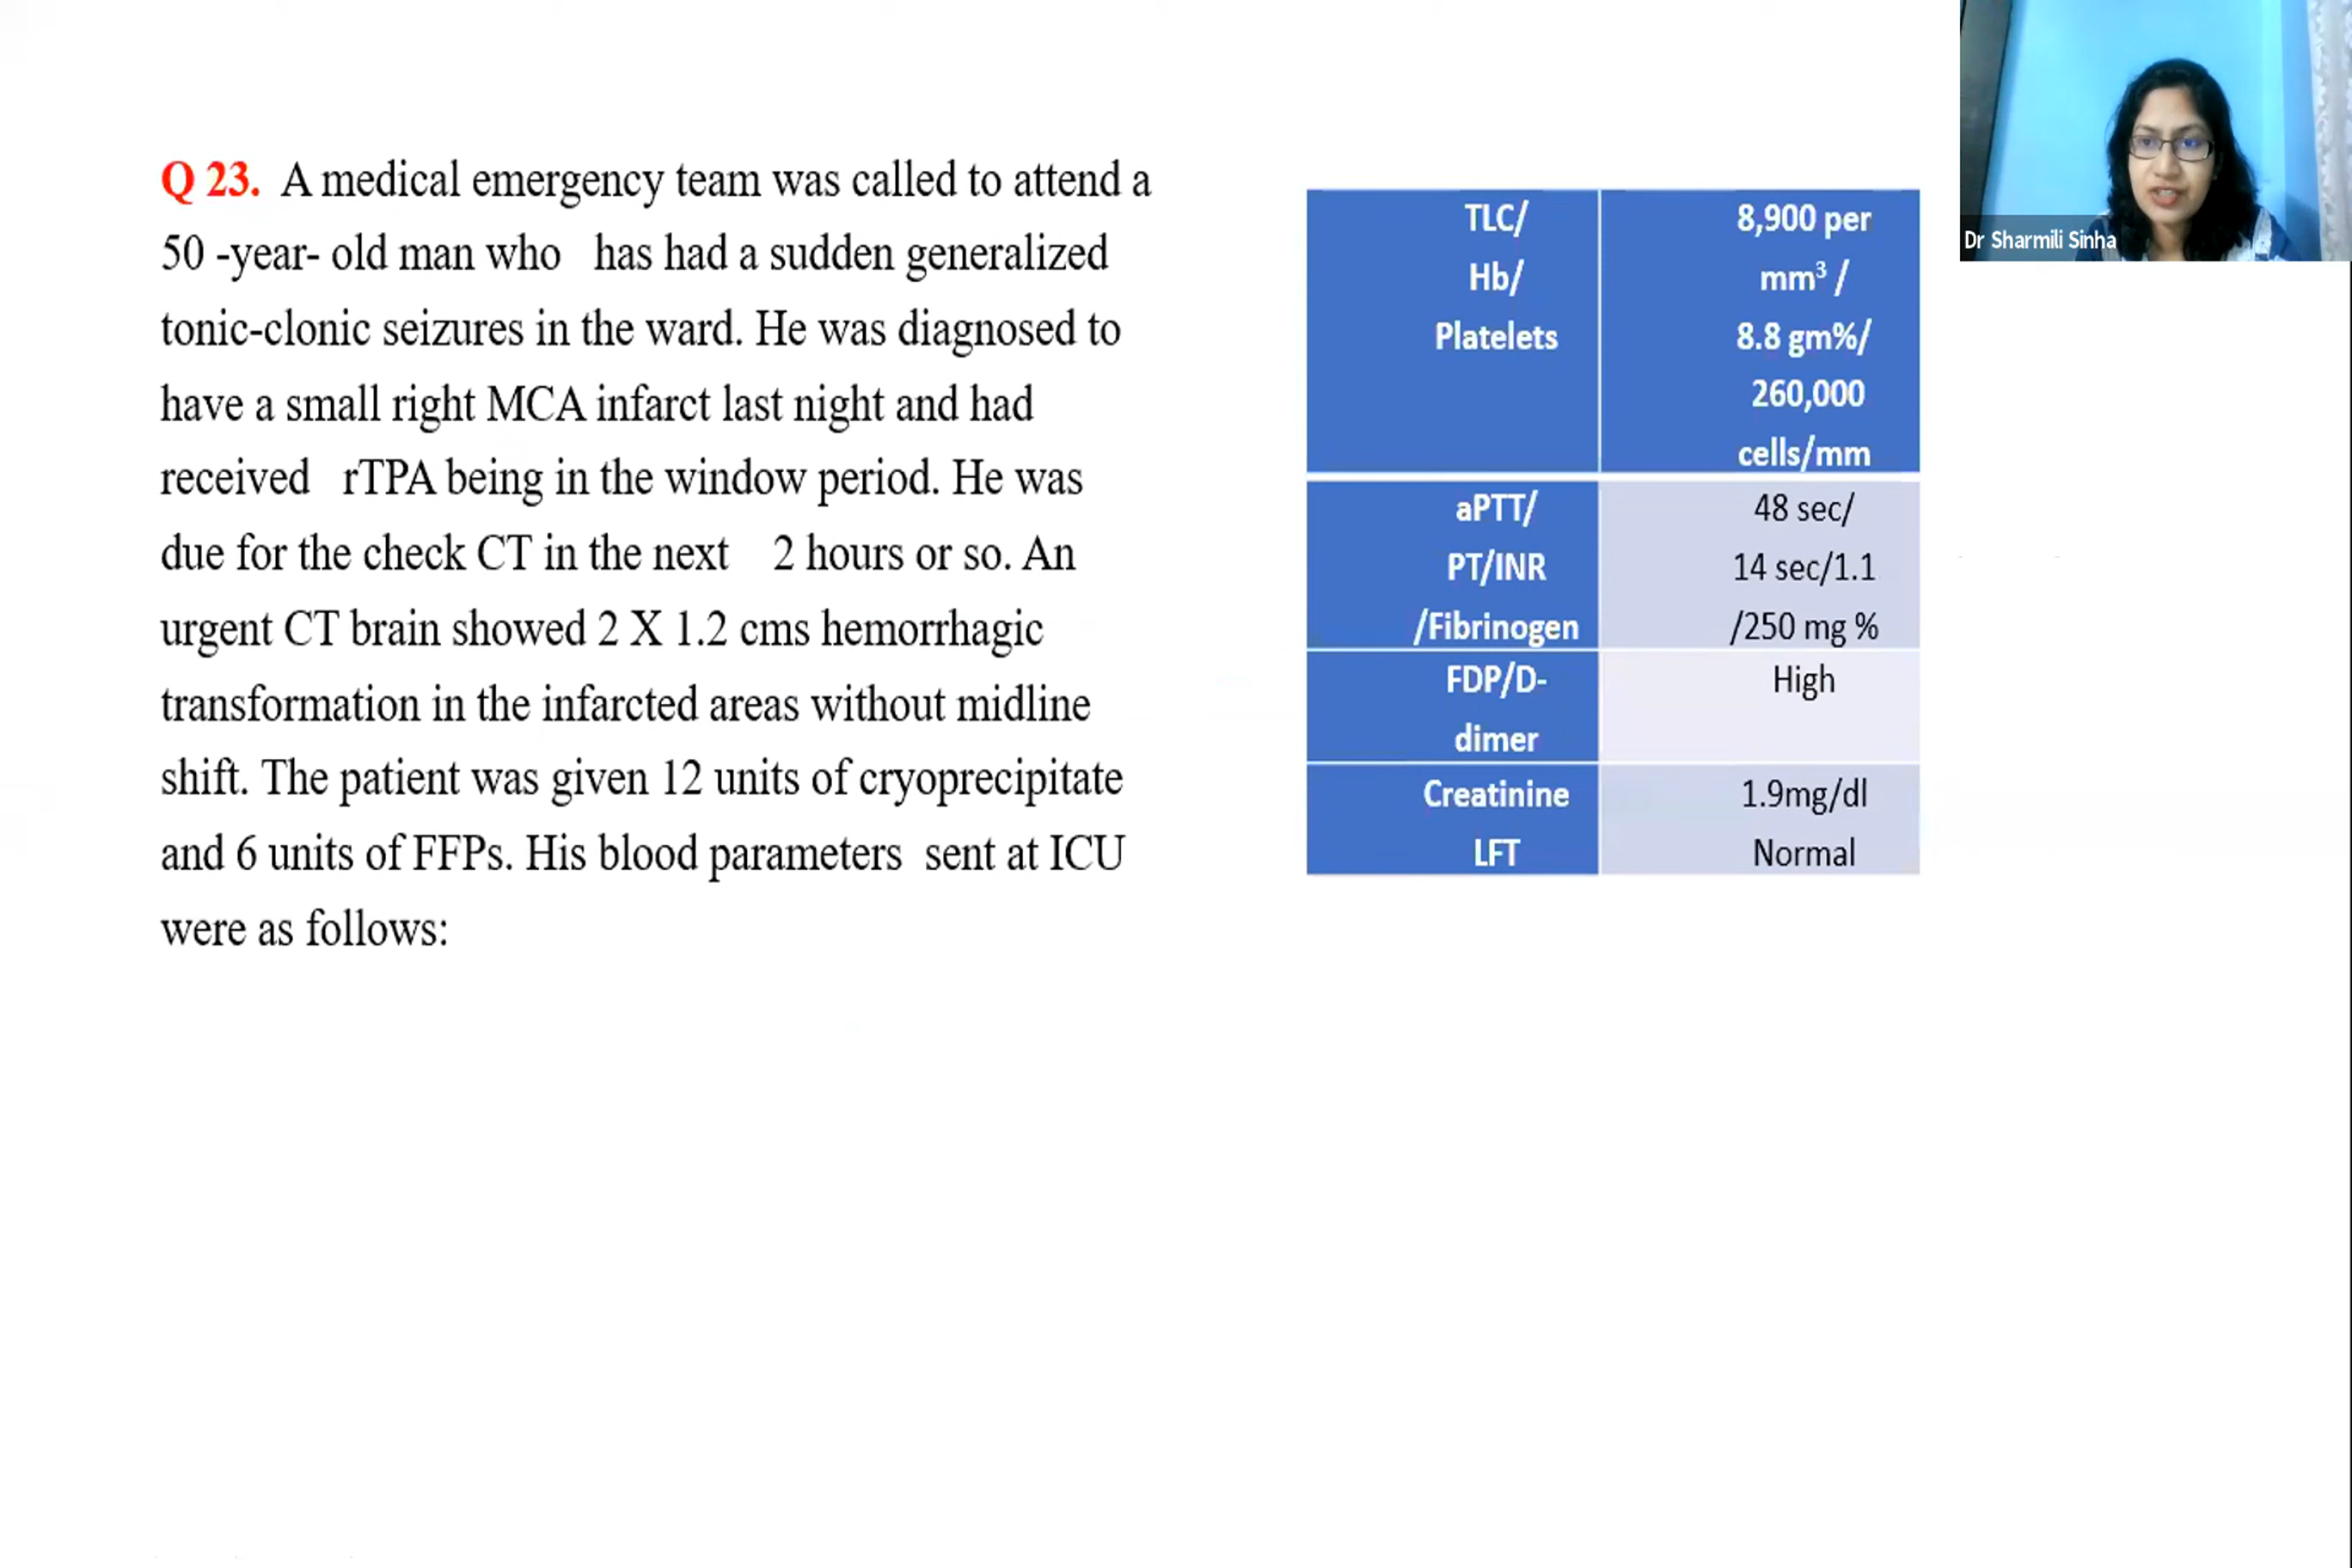 Q 23. A medical emergency team was called to attend a
50 -year- old man who has had a sudden generalized
tonic-clonic seizures in the ward. He was diagnosed to
have a small right MCA infarct last night and had
received rTPA being in the window period. He was
due for the check CT in the next 2 hours or so. An
urgent CT brain showed 2 X 1.2 cms hemorrhagic
transformation in the infarcted areas without midline
shift. The patient was given 12 units of cryoprecipitate
and 6 units of FFPs. His blood parameters sent at ICU
were as follows:
TLC/ 8,900 per
Hb/ mm³ /
Platelets 8.8 gm%/
260,000
cells/mm
aPTT/ 48 sec/
PT/INR 14 sec/1.1
/Fibrinogen /250 mg %
FDP/D- High
dimer
Creatinine 1.9mg/dl
LFT Normal
Dr Sharmili Sinha